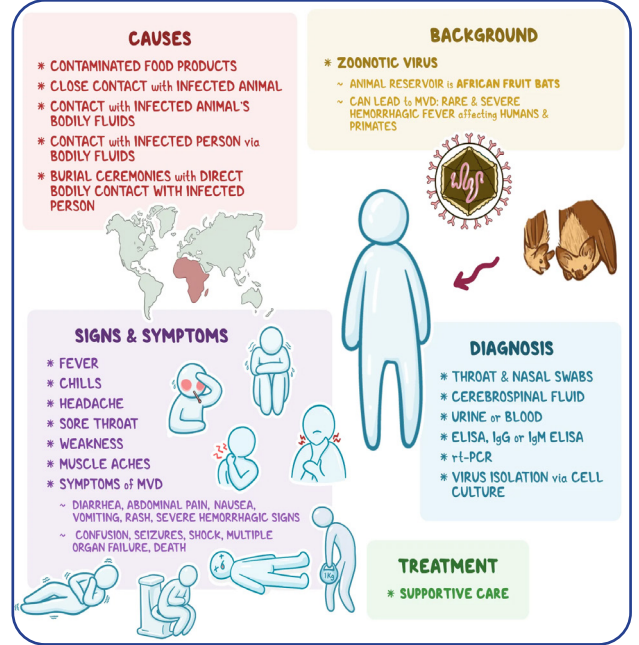 CAUSES
* CONTAMINATED FOOD PRODUCTS
* CLOSE CONTACT with INFECTED ANIMAL
* CONTACT with INFECTED ANIMAL'S
BODILY FLUIDS
* CONTACT with INFECTED PERSON via
BODILY FLUIDS
* BURIAL CEREMONIES with DIRECT
BODILY CONTACT WITH INFECTED
PERSON
BACKGROUND
* ZOONOTIC VIRUS
~ ANIMAL RESERVOIR is AFRICAN FRUIT BATS
~ CAN LEAD to MVD: RARE & SEVERE
HEMORRHAGIC FEVER affecting HUMANS &
PRIMATES
SIGNS & SYMPTOMS
* FEVER
* CHILLS
* HEADACHE
* SORE THROAT
* WEAKNESS
* MUSCLE ACHES
* SYMPTOMS of MVD
~ DIARRHEA, ABDOMINAL PAIN, NAUSEA,
VOMITING, RASH, SEVERE HEMORRHAGIC SIGNS
~ CONFUSION, SEIZURES, SHOCK, MULTIPLE
ORGAN FAILURE, DEATH
1Kg
DIAGNOSIS
* THROAT & NASAL SWABS
* CEREBROSPINAL FLUID
* URINE or BLOOD
* ELISA, IgG or IgM ELISA
* rt-PCR
* VIRUS ISOLATION via CELL
CULTURE
TREATMENT
* SUPPORTIVE CARE